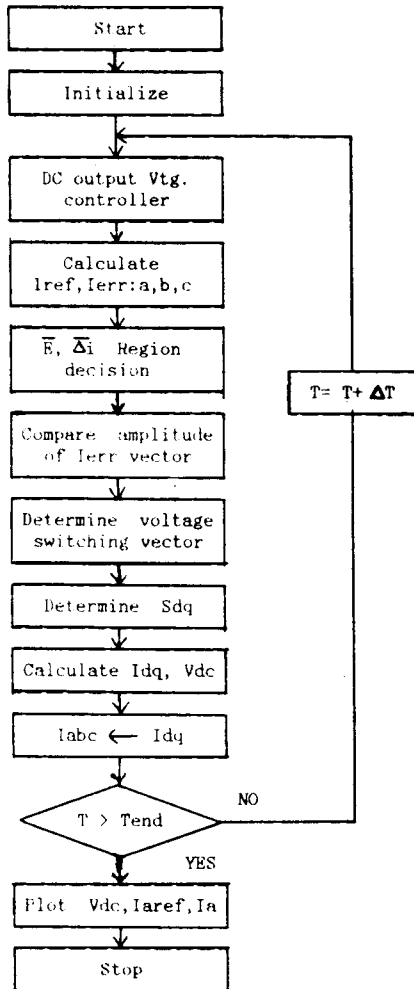 Start
Initialize
DC output Vtg.
controller
Calculate
Iref,Ierr:a,b,c
E̅, Δ̅i Region
decision
T= T+ ΔT
Compare amplitude
of Ierr vector
Determine voltage
switching vector
Determine Sdq
Calculate Idq, Vdc
Iabc ← Idq
T > Tend
NO
YES
Plot Vdc,Iaref,Ia
Stop